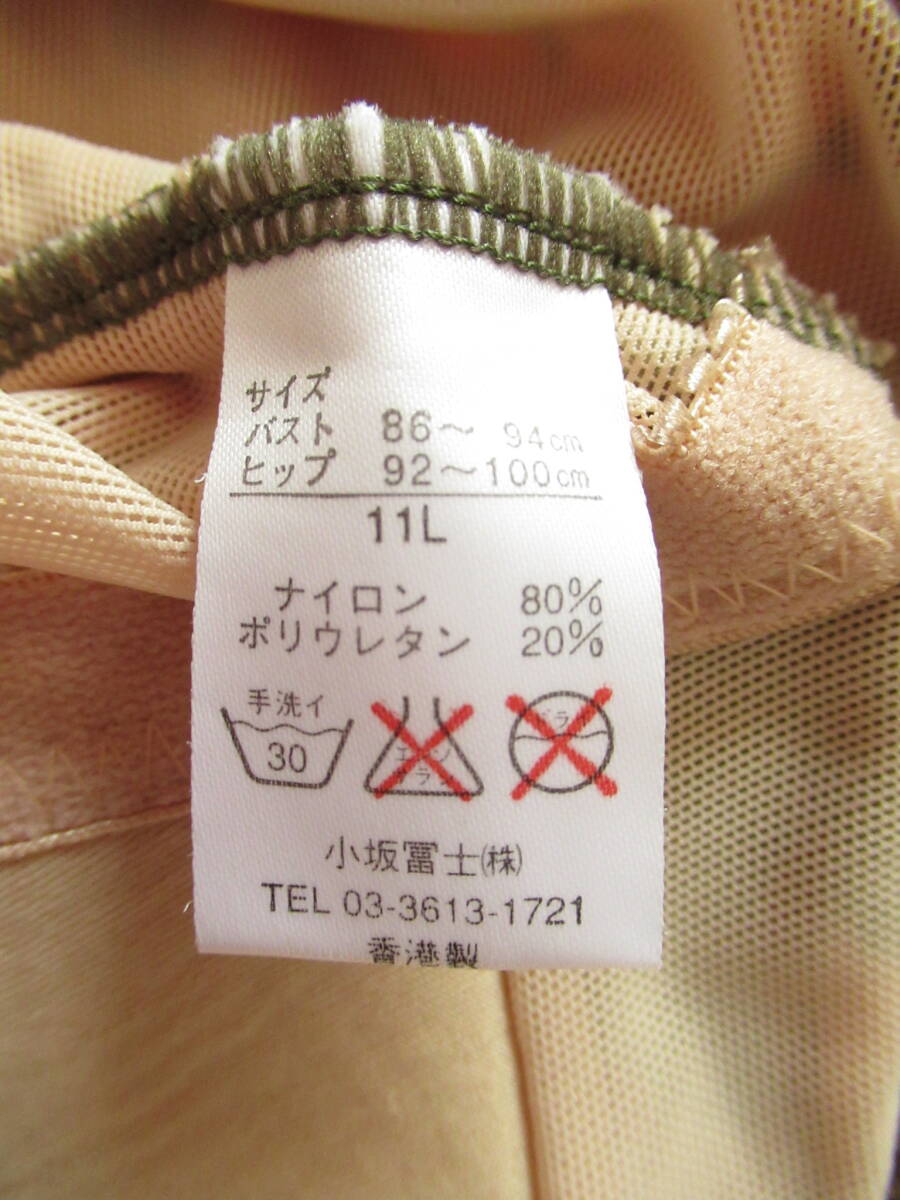 サイズ
バスト 86～ 94cm
ヒップ 92～100cm
11L
ナイロン 80%
ポリウレタン 20%
手洗イ
30
小坂冨士㈱
TEL 03-3613-1721
香港製